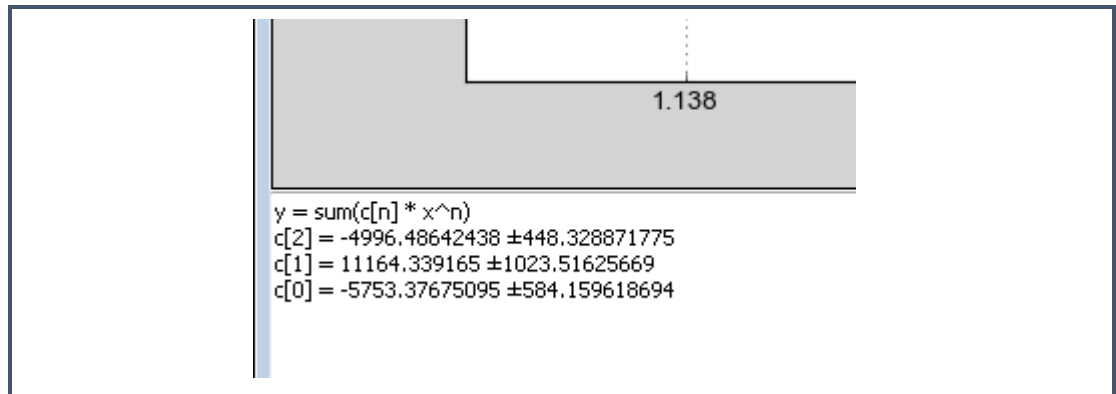 1.138
y = sum(c[n] * x^n)
c[2] = -4996.48642438 ±448.328871775
c[1] = 11164.339165 ±1023.51625669
c[0] = -5753.37675095 ±584.159618694